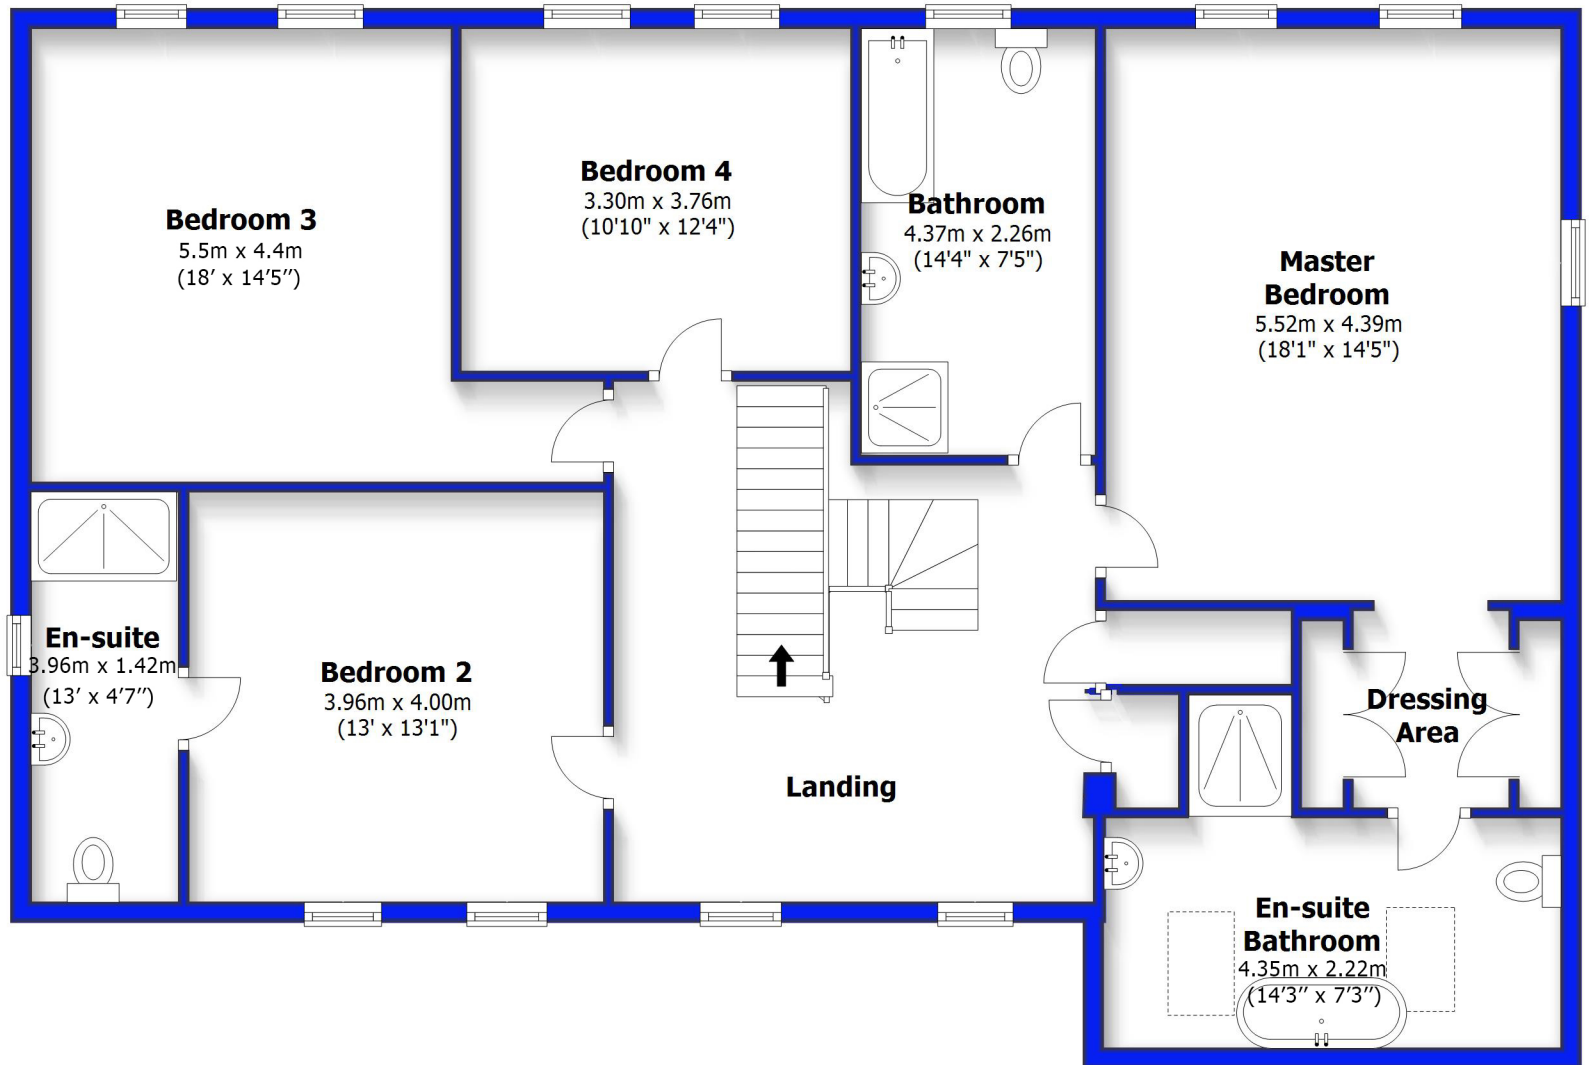 Bedroom 3
5.5m x 4.4m
(18′ x 14′5″)
Bedroom 4
3.30m x 3.76m
(10'10" x 12'4")
Bathroom
4.37m x 2.26m
(14'4" x 7'5")
Master
Bedroom
5.52m x 4.39m
(18'1" x 14'5")
En-suite
3.96m x 1.42m
(13′ x 4′7″)
Bedroom 2
3.96m x 4.00m
(13' x 13'1")
Landing
Dressing
Area
En-suite
Bathroom
4.35m x 2.22m
(14′3″ x 7′3″)